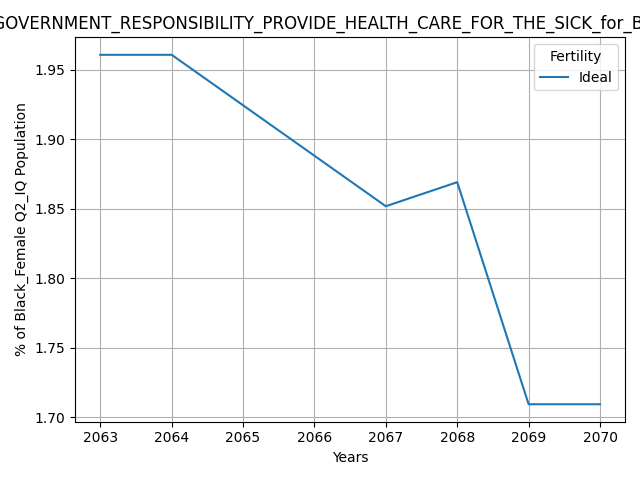 GOVERNMENT_RESPONSIBILITY_PROVIDE_HEALTH_CARE_FOR_THE_SICK_for_B
Fertility
Ideal
% of Black_Female Q2_IQ Population
1.95
1.90
1.85
1.80
1.75
1.70
2063 2064 2065 2066 2067 2068 2069 2070
Years